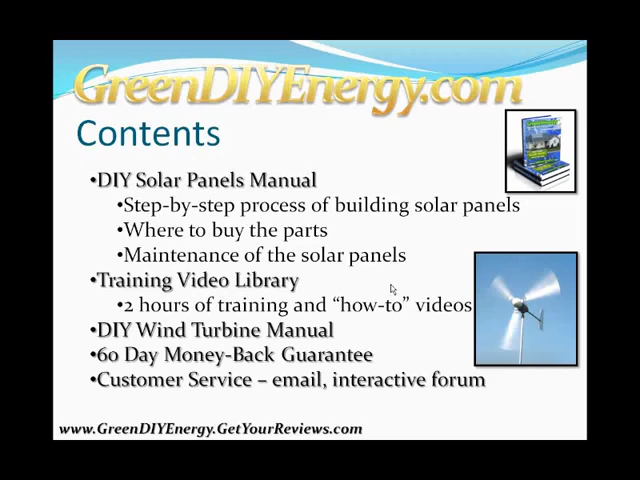 GreenDIYEnergy.com
Contents
•DIY Solar Panels Manual
•Step-by-step process of building solar panels
•Where to buy the parts
•Maintenance of the solar panels
•Training Video Library
•2 hours of training and “how-to” videos
•DIY Wind Turbine Manual
•60 Day Money-Back Guarantee
•Customer Service – email, interactive forum
www.GreenDIYEnergy.GetYourReviews.com